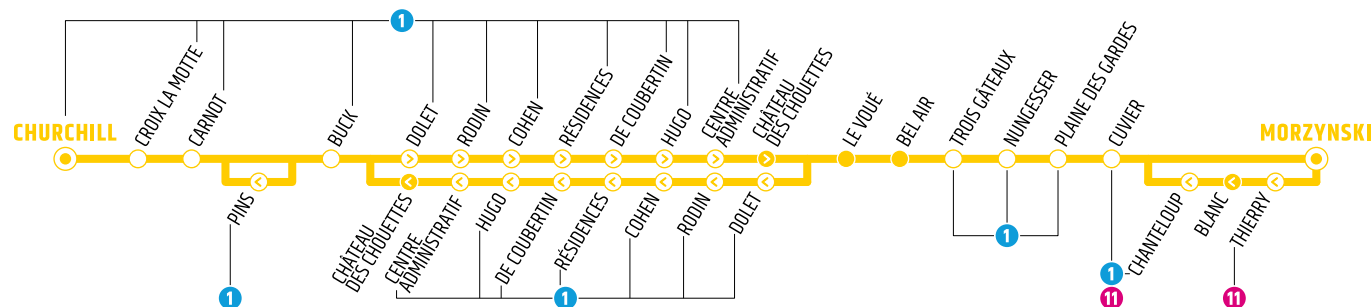 1
CHURCHILL
CROIX LA MOTTE
CARNOT
BUCK
DOLET
RODIN
COHEN
RÉSIDENCES
DE COUBERTIN
HUGO
CENTRE
ADMINISTRATIF
CHÂTEAU
DES CHOUETTES
LE VOUÉ
BEL AIR
TROIS GÂTEAUX
NUNGESSER
PLAINE DES GARDES
CUVIER
MORZYNSKI
PINS
CHÂTEAU
DES CHOUETTES
CENTRE
ADMINISTRATIF
HUGO
DE COUBERTIN
RÉSIDENCES
COHEN
RODIN
DOLET
CHANTELOUP
BLANC
THIERRY
1
1
1
1
11
11